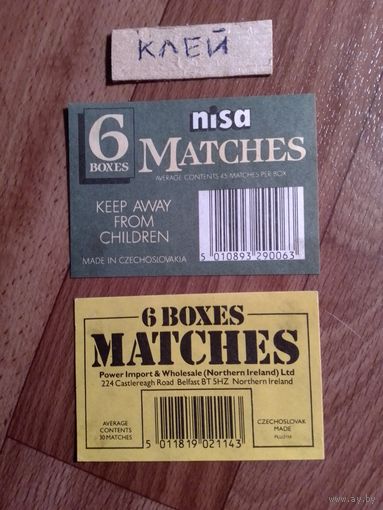 КЛЕЙ
nisa
6
BOXES
MATCHES
AVERAGE CONTENTS 45 MATCHES PER BOX
KEEP AWAY
FROM
CHILDREN
MADE IN CZECHOSLOVAKIA
5 010893 290063
6 BOXES
MATCHES
Power Import & Wholesale (Northern Ireland) Ltd
224 Castlereagh Road Belfast BT 5HZ Northern Ireland
AVERAGE
CONTENTS
30 MATCHES
5 011819 021143
CZECHOSLOVAK
MADE
www.ay.by